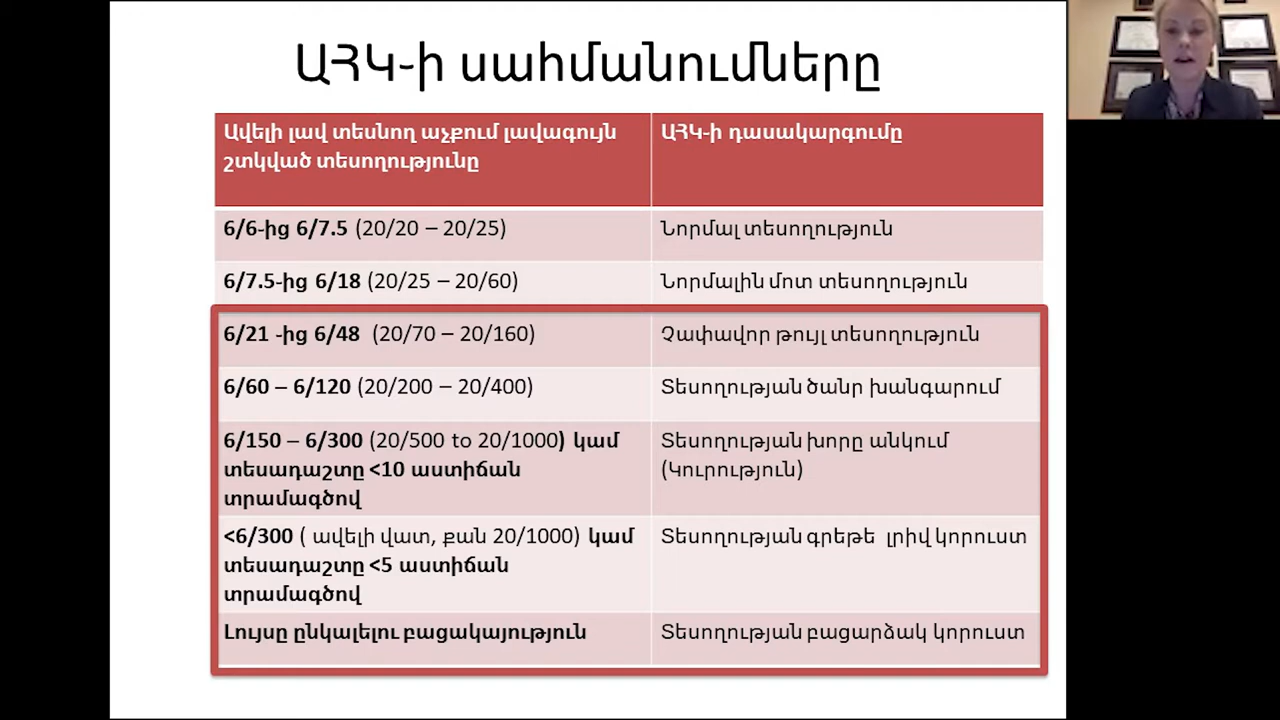 ԱՀԿ-ի սահմանումները
Ավելի լավ տեսնող աչքում լավագույն
շտկված տեսողությունը
ԱՀԿ-ի դասակարգումը
6/6-ից 6/7.5 (20/20 – 20/25)
Նորմալ տեսողություն
6/7.5-ից 6/18 (20/25 – 20/60)
Նորմալին մոտ տեսողություն
6/21 -ից 6/48 (20/70 – 20/160)
Չափավոր թույլ տեսողություն
6/60 – 6/120 (20/200 – 20/400)
Տեսողության ծանր խանգարում
6/150 – 6/300 (20/500 to 20/1000) կամ
տեսադաշտը <10 աստիճան
տրամագծով
Տեսողության խորը անկում
(Կուրություն)
<6/300 ( ավելի վատ, քան 20/1000) կամ
տեսադաշտը <5 աստիճան
տրամագծով
Տեսողության գրեթե լրիվ կորուստ
Լույսը ընկալելու բացակայություն
Տեսողության բացարձակ կորուստ